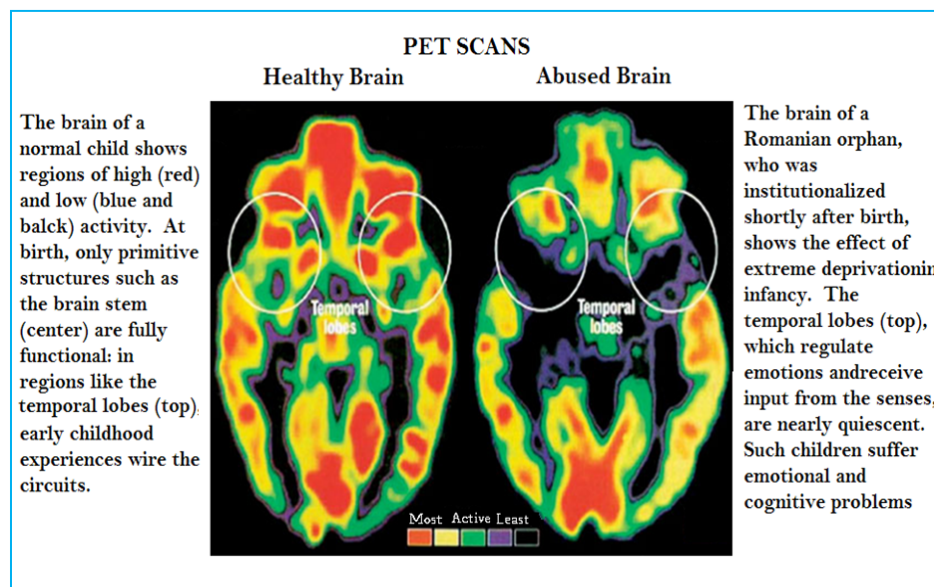 PET SCANS
Healthy Brain
Abused Brain
The brain of a
normal child shows
regions of high (red)
and low (blue and
balck) activity. At
birth, only primitive
structures such as
the brain stem
(center) are fully
functional: in
regions like the
temporal lobes (top),
early childhood
experiences wire the
circuits.
Temporal
lobes
Temporal
lobes
Most Active Least
The brain of a
Romanian orphan,
who was
institutionalized
shortly after birth,
shows the effect of
extreme deprivationin
infancy. The
temporal lobes (top),
which regulate
emotions andreceive
input from the senses,
are nearly quiescent.
Such children suffer
emotional and
cognitive problems